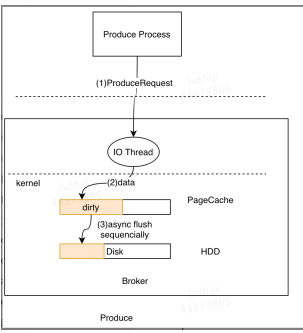 Produce Process
(1)ProduceRequest
IO Thread
kernel
(2)data
PageCache
dirty
(3)async flush
sequencially
Disk
HDD
Broker
Produce
44373865